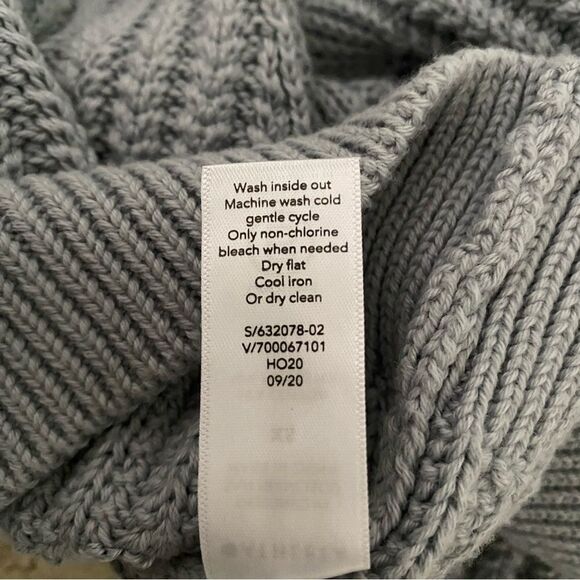 Wash inside out
Machine wash cold
gentle cycle
Only non-chlorine
bleach when needed
Dry flat
Cool iron
Or dry clean
S/632078-02
V/700067101
HO20
09/20